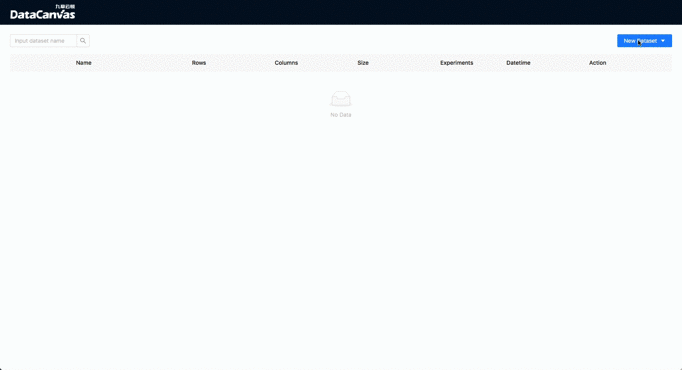 九章云极
DataCanvas
Input dataset name
New Dataset
Name Rows Columns Size Experiments Datetime Action
No Data